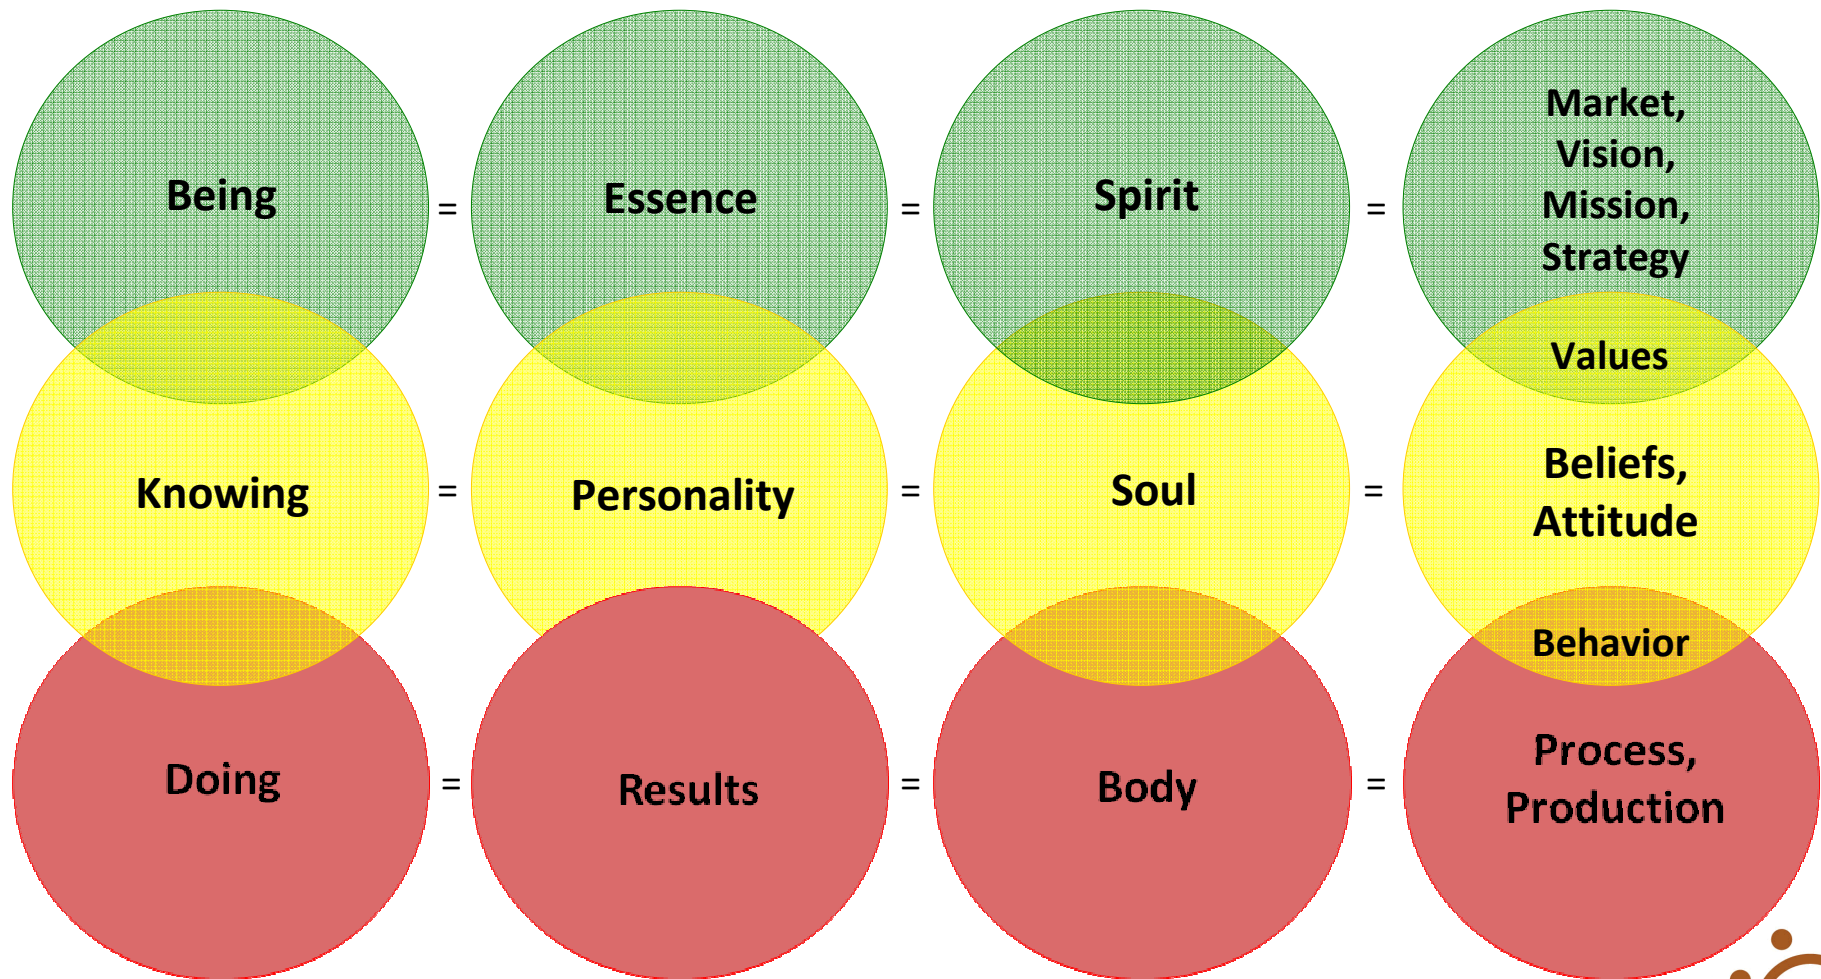 Being = Essence = Spirit = Market,
Vision,
Mission,
Strategy
Values
Knowing = Personality = Soul = Beliefs,
Attitude
Behavior
Doing = Results = Body = Process,
Production